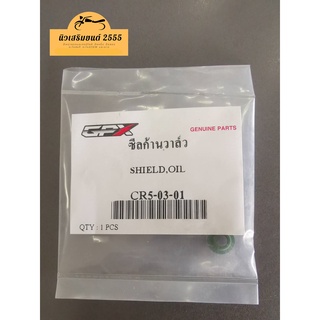 นิวเสริมยนต์ 2555
GPX
GENUINE PARTS
ซีลก้านวาล์ว
SHIELD,OIL
CR5-03-01
QTY : 1 PCS